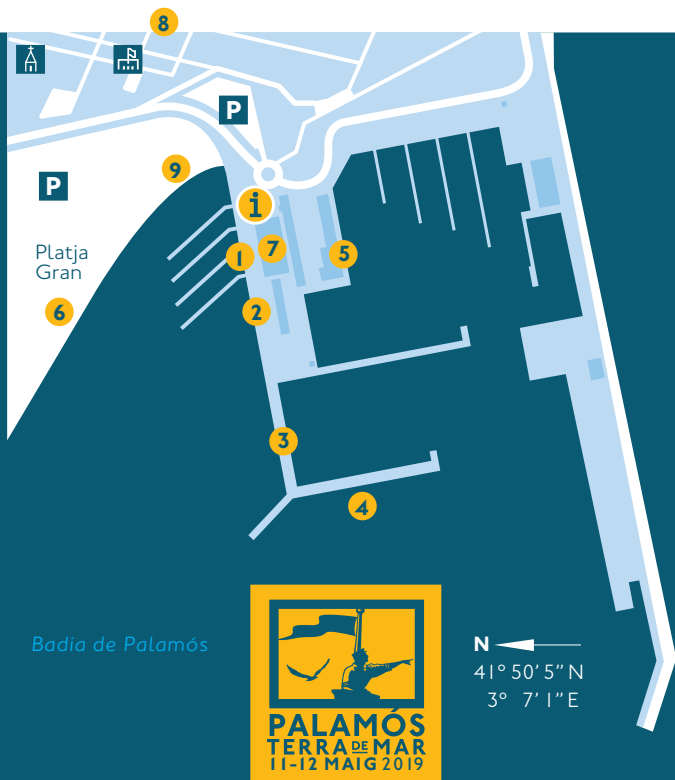 8
P
9
P
i
Platja
Gran
1
7
5
6
2
3
4
Badia de Palamós
N
41° 50’ 5” N
3° 7’ 1” E
PALAMÓS
TERRA DE MAR
11-12 MAIG 2019